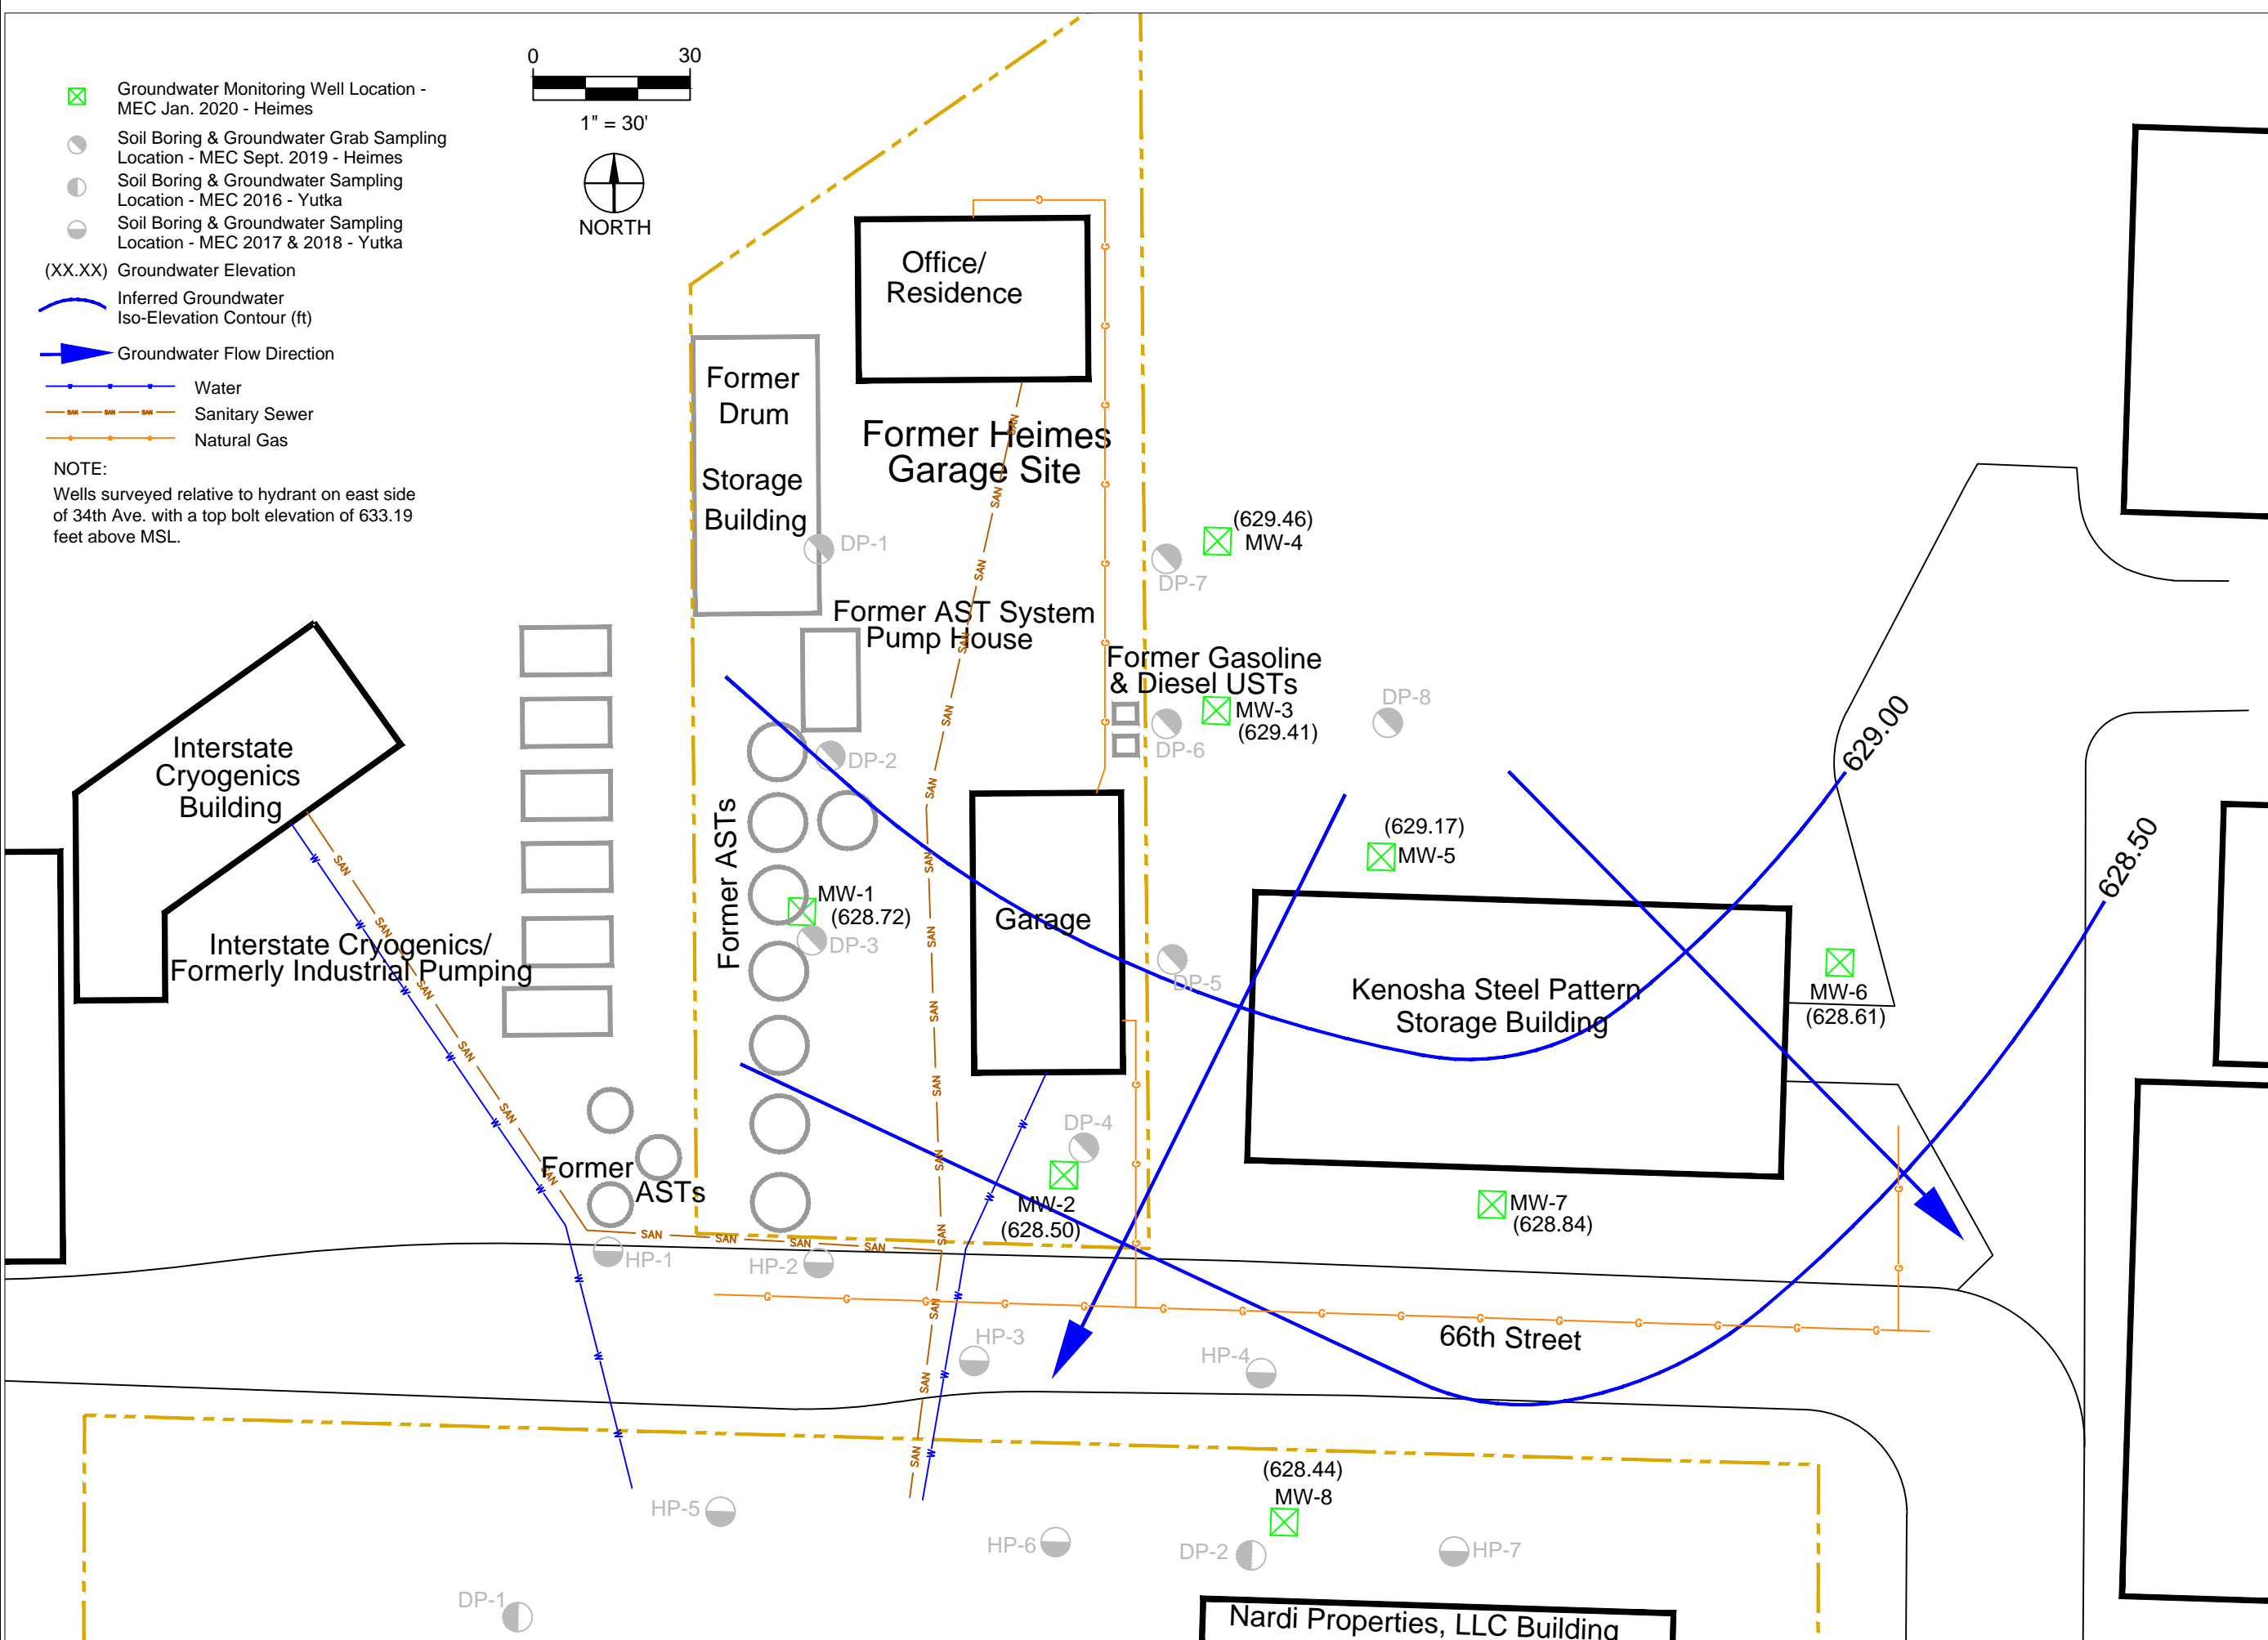 0 30
1" = 30'
NORTH
Groundwater Monitoring Well Location -
MEC Jan. 2020 - Heimes
Soil Boring & Groundwater Grab Sampling
Location - MEC Sept. 2019 - Heimes
Soil Boring & Groundwater Sampling
Location - MEC 2016 - Yutka
Soil Boring & Groundwater Sampling
Location - MEC 2017 & 2018 - Yutka
(XX.XX) Groundwater Elevation
Inferred Groundwater
Iso-Elevation Contour (ft)
Groundwater Flow Direction
W W W Water
SAN SAN SAN Sanitary Sewer
G G G Natural Gas
NOTE:
Wells surveyed relative to hydrant on east side
of 34th Ave. with a top bolt elevation of 633.19
feet above MSL.
Office/
Residence
Former
Drum
Storage
Building
Former Heimes
Garage Site
DP-1
(629.46)
MW-4
DP-7
Former AST System
Pump House
Former Gasoline
& Diesel USTs
MW-3
(629.41)
DP-6
DP-8
629.00
628.50
Interstate
Cryogenics
Building
DP-2
Former ASTs
MW-1
(628.72)
DP-3
Garage
(629.17)
MW-5
DP-5
Interstate Cryogenics/
Formerly Industrial Pumping
Kenosha Steel Pattern
Storage Building
MW-6
(628.61)
DP-4
Former
ASTs
MW-2
(628.50)
MW-7
(628.84)
HP-1
HP-2
HP-3
HP-4
66th Street
(628.44)
MW-8
HP-5
HP-6
DP-2
HP-7
DP-1
Nardi Properties, LLC Building